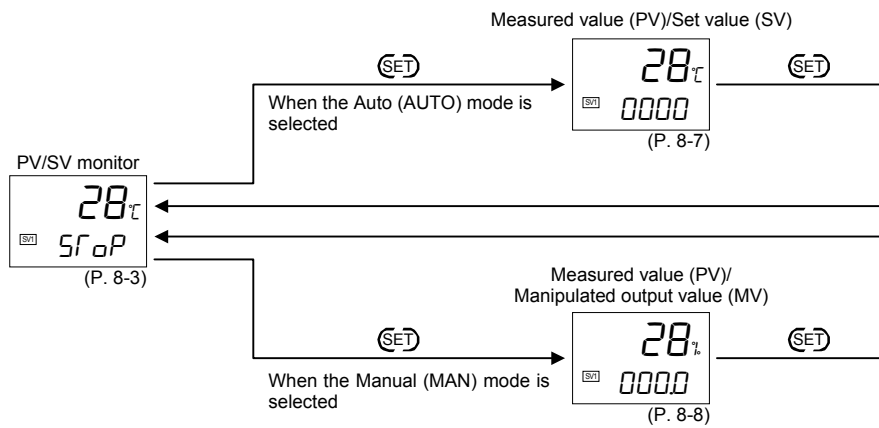 Measured value (PV)/Set value (SV)
SET
28℃
SET
When the Auto (AUTO) mode is
selected
SV1
0000
(P. 8-7)
PV/SV monitor
28℃
SV1
SToP
(P. 8-3)
Measured value (PV)/
Manipulated output value (MV)
SET
28%
SET
When the Manual (MAN) mode is
selected
SV1
000.0
(P. 8-8)